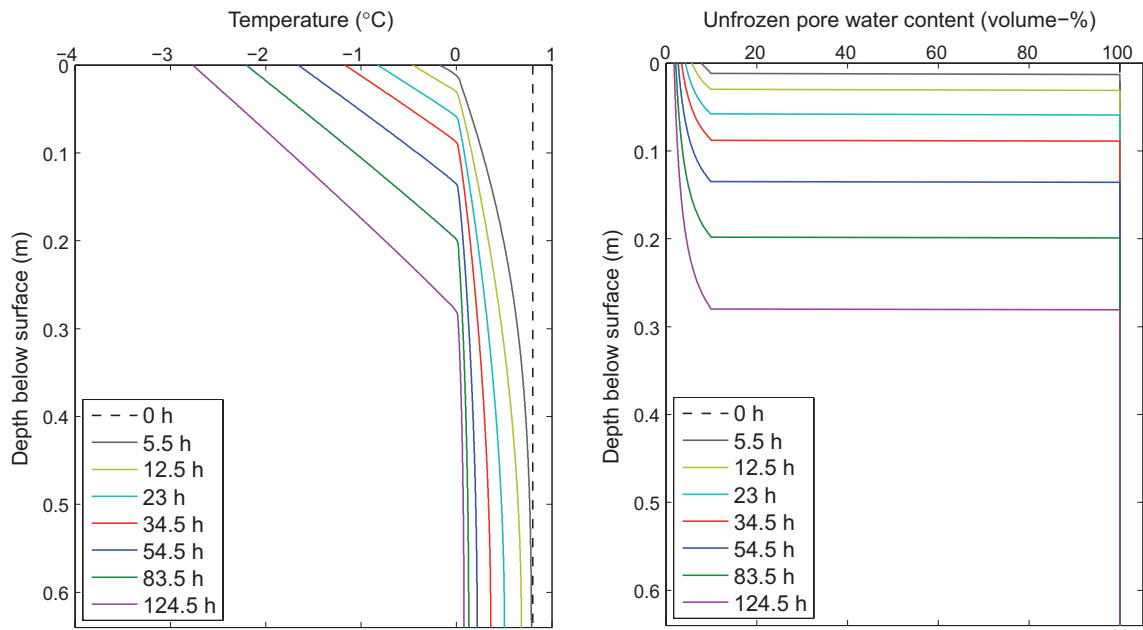 Temperature (°C)
−4 −3 −2 −1 0 1
0
0.1
0.2
0.3
0.4
0.5
0.6
Depth below surface (m)
0 h
5.5 h
12.5 h
23 h
34.5 h
54.5 h
83.5 h
124.5 h
Unfrozen pore water content (volume−%)
0 20 40 60 80 100
0
0.1
0.2
0.3
0.4
0.5
0.6
Depth below surface (m)
0 h
5.5 h
12.5 h
23 h
34.5 h
54.5 h
83.5 h
124.5 h